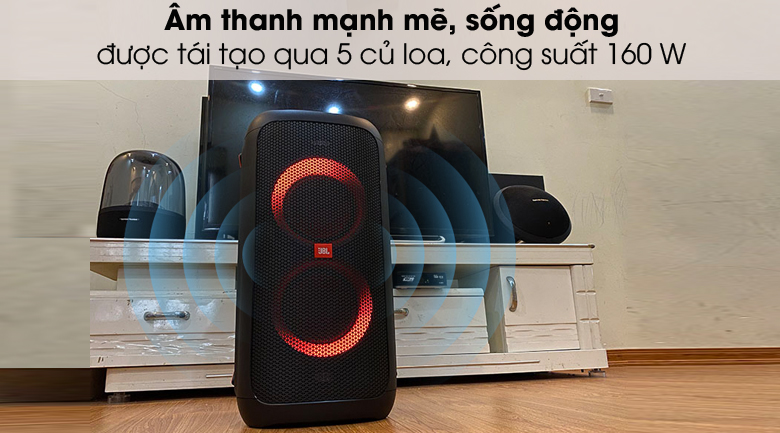 Âm thanh mạnh mẽ, sống động
được tái tạo qua 5 củ loa, công suất 160 W
JBL